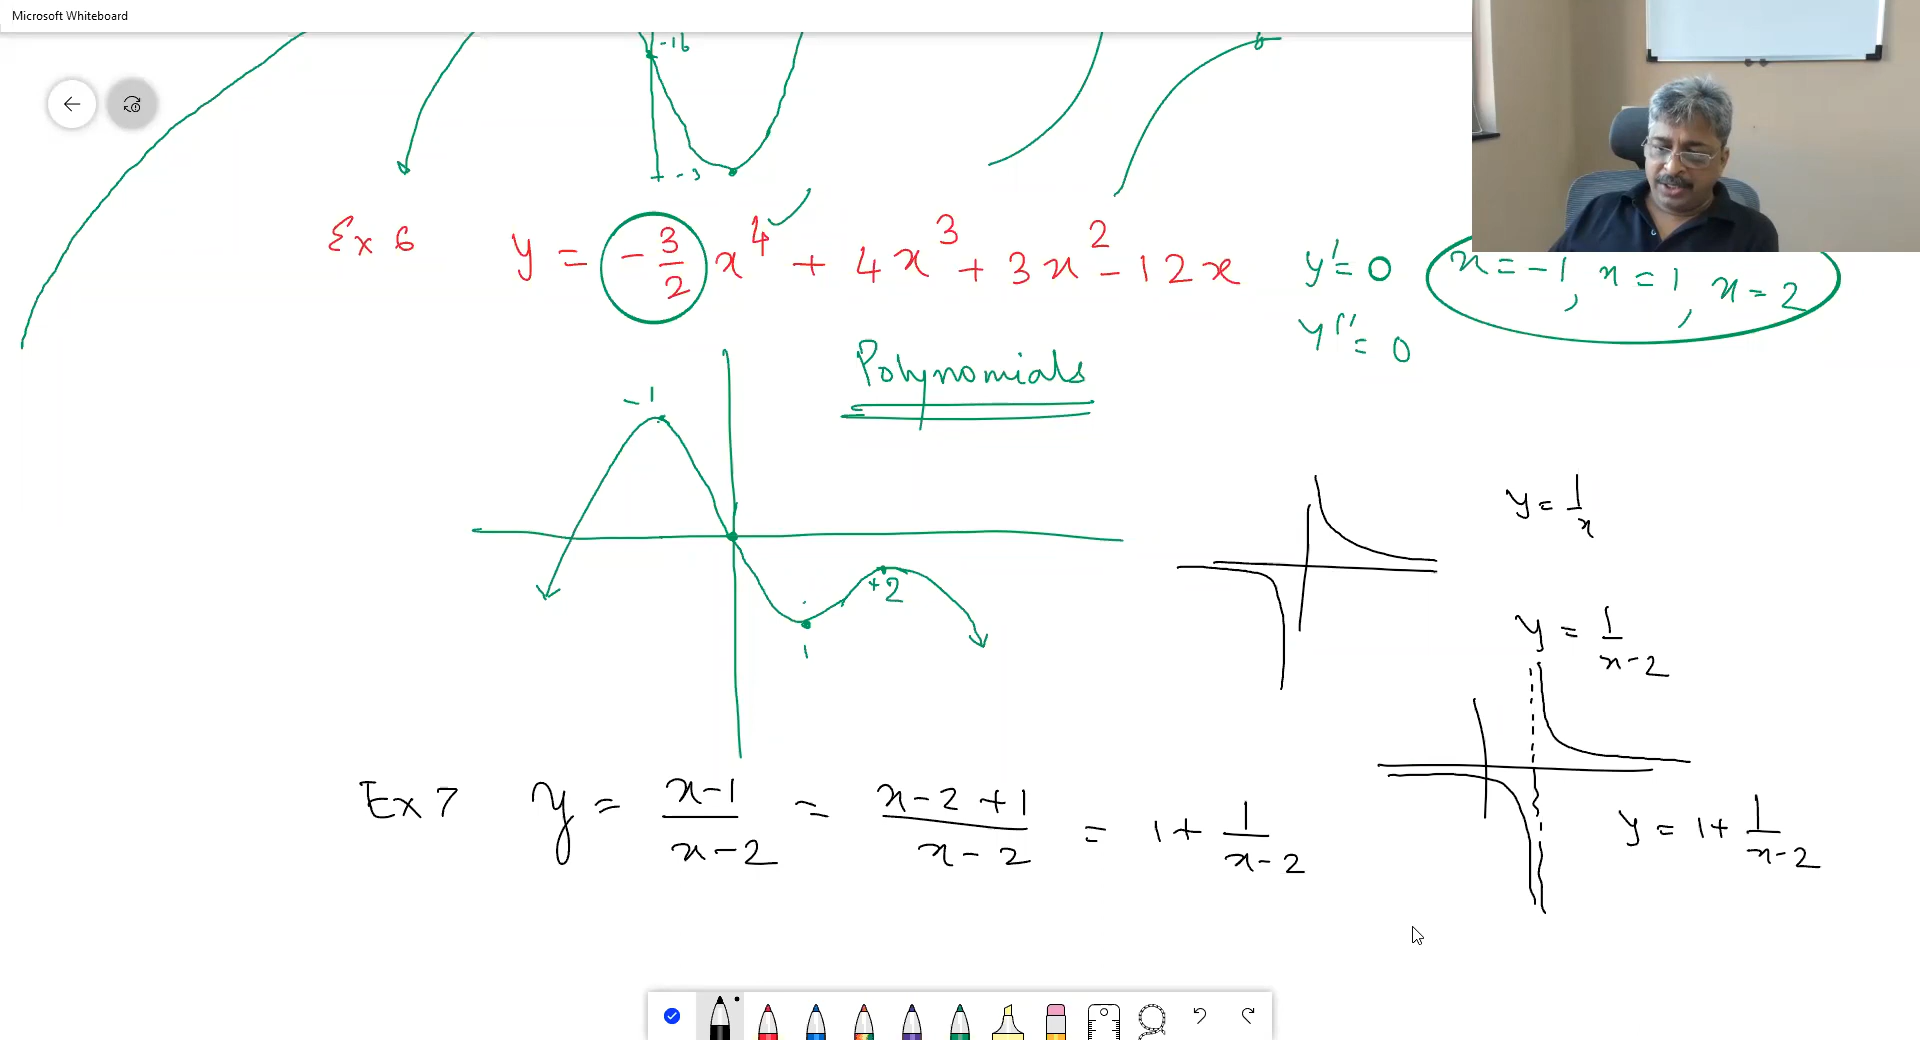 Microsoft Whiteboard
-16
-3
Ex 6 y = -3/2 x^4 + 4x^3 + 3x^2 - 12x y' = 0 x = -1, x = 1, x = 2
y'' = 0
Polynomials
-1
+2
1
y = 1/x
y = 1/(x-2)
Ex 7 y = (x-1)/(x-2) = (x-2+1)/(x-2) = 1 + 1/(x-2)
y = 1 + 1/(x-2)